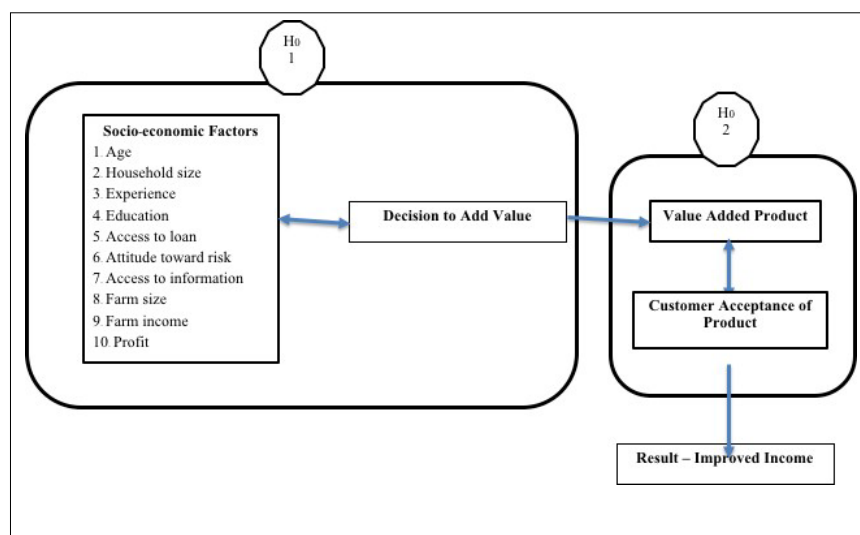 H0
1
Socio-economic Factors
1. Age
2. Household size
3. Experience
4. Education
5. Access to loan
6. Attitude toward risk
7. Access to information
8. Farm size
9. Farm income
10. Profit
Decision to Add Value
H0
2
Value Added Product
Customer Acceptance of
Product
Result – Improved Income